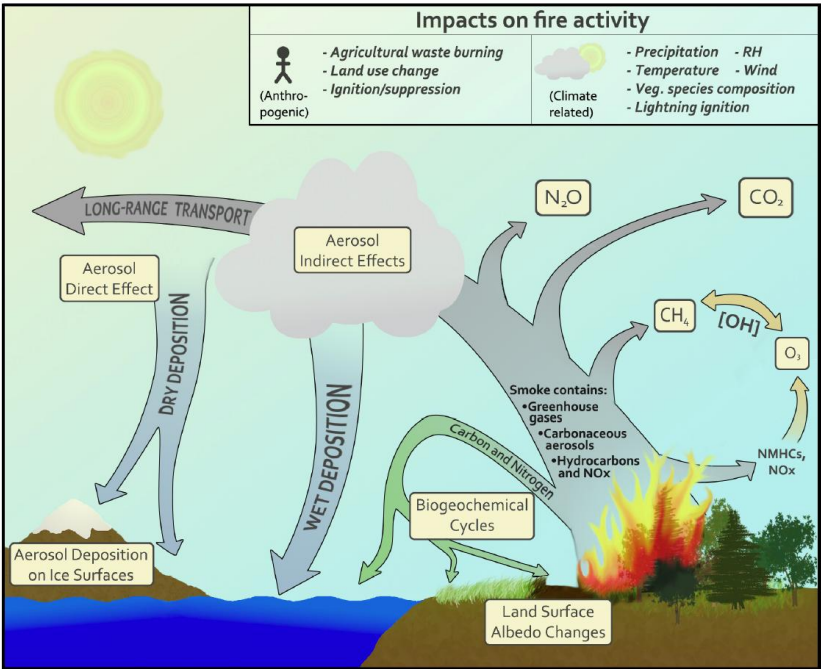 Impacts on fire activity
(Anthro-
pogenic)
- Agricultural waste burning
- Land use change
- Ignition/suppression
(Climate
related)
- Precipitation - RH
- Temperature - Wind
- Veg. species composition
- Lightning ignition
LONG-RANGE TRANSPORT
Aerosol
Indirect Effects
N₂O
CO₂
Aerosol
Direct Effect
DRY DEPOSITION
WET DEPOSITION
CH₄
[OH]
O₃
Smoke contains:
•Greenhouse
gases
•Carbonaceous
aerosols
•Hydrocarbons
and NOx
NMHCs,
NOx
Carbon and Nitrogen
Biogeochemical
Cycles
Aerosol Deposition
on Ice Surfaces
Land Surface
Albedo Changes